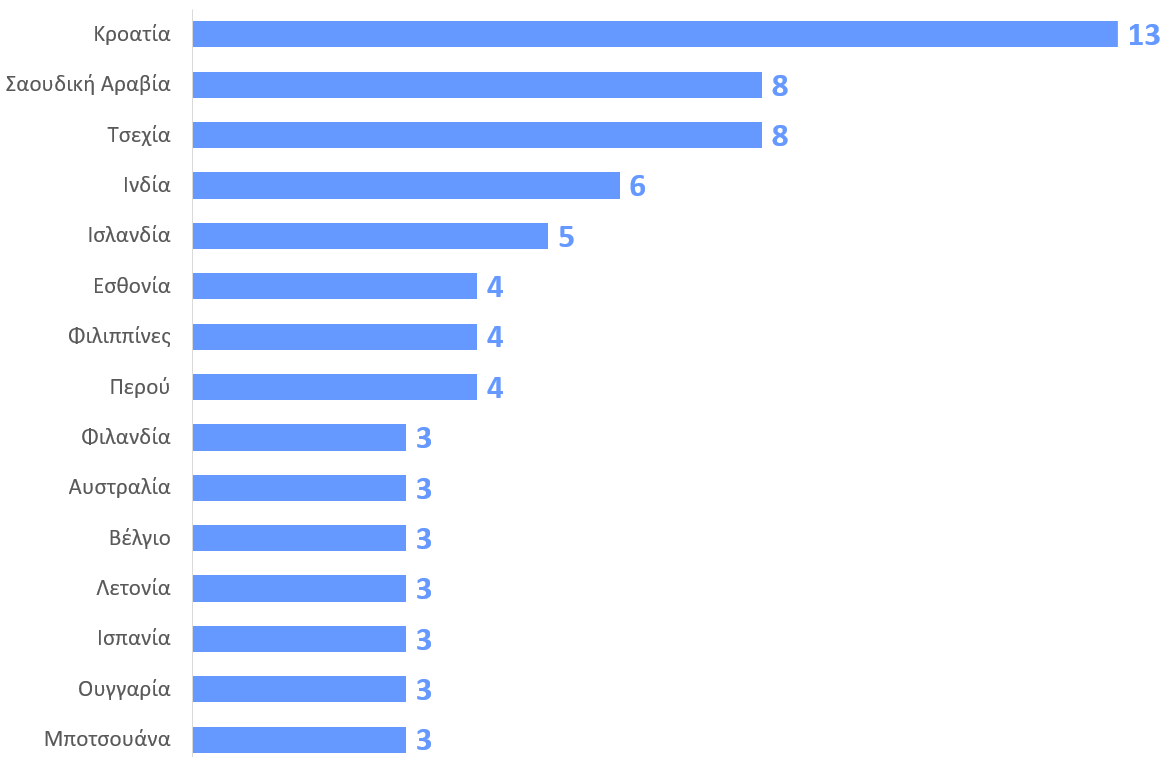 Κροατία 13
Σαουδική Αραβία 8
Τσεχία 8
Ινδία 6
Ισλανδία 5
Εσθονία 4
Φιλιππίνες 4
Περού 4
Φιλανδία 3
Αυστραλία 3
Βέλγιο 3
Λετονία 3
Ισπανία 3
Ουγγαρία 3
Μποτσουάνα 3